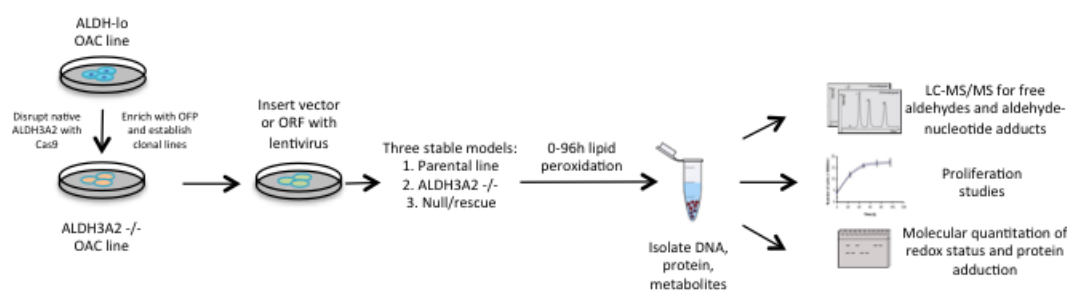 ALDH-lo
OAC line
Disrupt native
ALDH3A2 with
Cas9
Enrich with OFP
and establish
clonal lines
ALDH3A2 -/-
OAC line
Insert vector
or ORF with
lentivirus
Three stable models:
1. Parental line
2. ALDH3A2 -/-
3. Null/rescue
0-96h lipid
peroxidation
Isolate DNA,
protein,
metabolites
LC-MS/MS for free
aldehydes and aldehyde-
nucleotide adducts
Proliferation
studies
Molecular quantitation of
redox status and protein
adduction